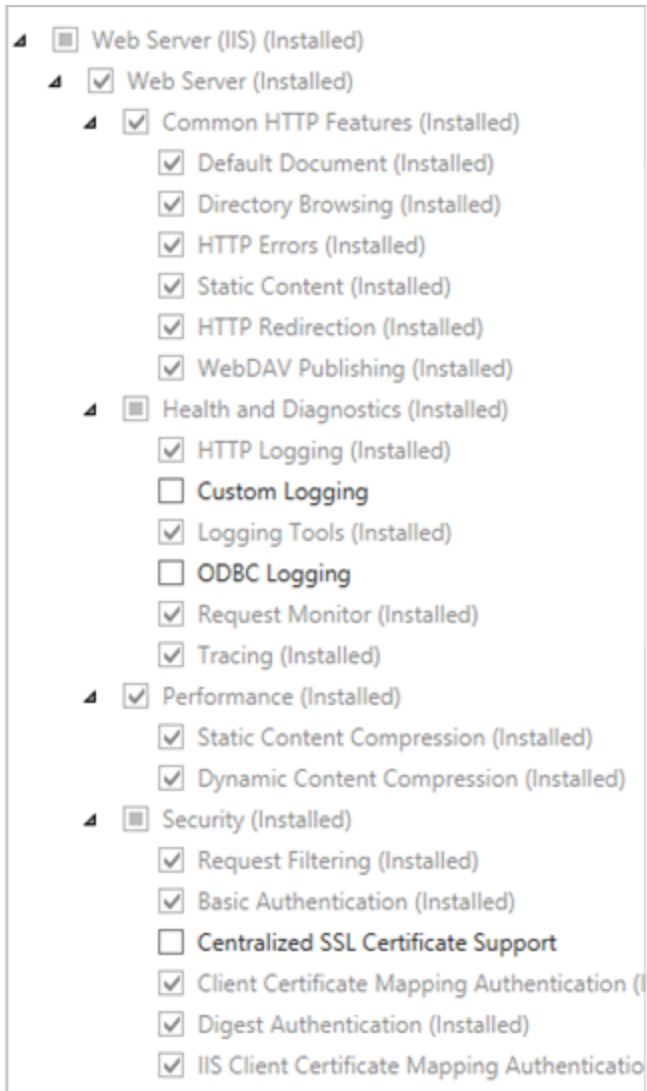 Web Server (IIS) (Installed)
Web Server (Installed)
Common HTTP Features (Installed)
Default Document (Installed)
Directory Browsing (Installed)
HTTP Errors (Installed)
Static Content (Installed)
HTTP Redirection (Installed)
WebDAV Publishing (Installed)
Health and Diagnostics (Installed)
HTTP Logging (Installed)
Custom Logging
Logging Tools (Installed)
ODBC Logging
Request Monitor (Installed)
Tracing (Installed)
Performance (Installed)
Static Content Compression (Installed)
Dynamic Content Compression (Installed)
Security (Installed)
Request Filtering (Installed)
Basic Authentication (Installed)
Centralized SSL Certificate Support
Client Certificate Mapping Authentication (I
Digest Authentication (Installed)
IIS Client Certificate Mapping Authenticatio